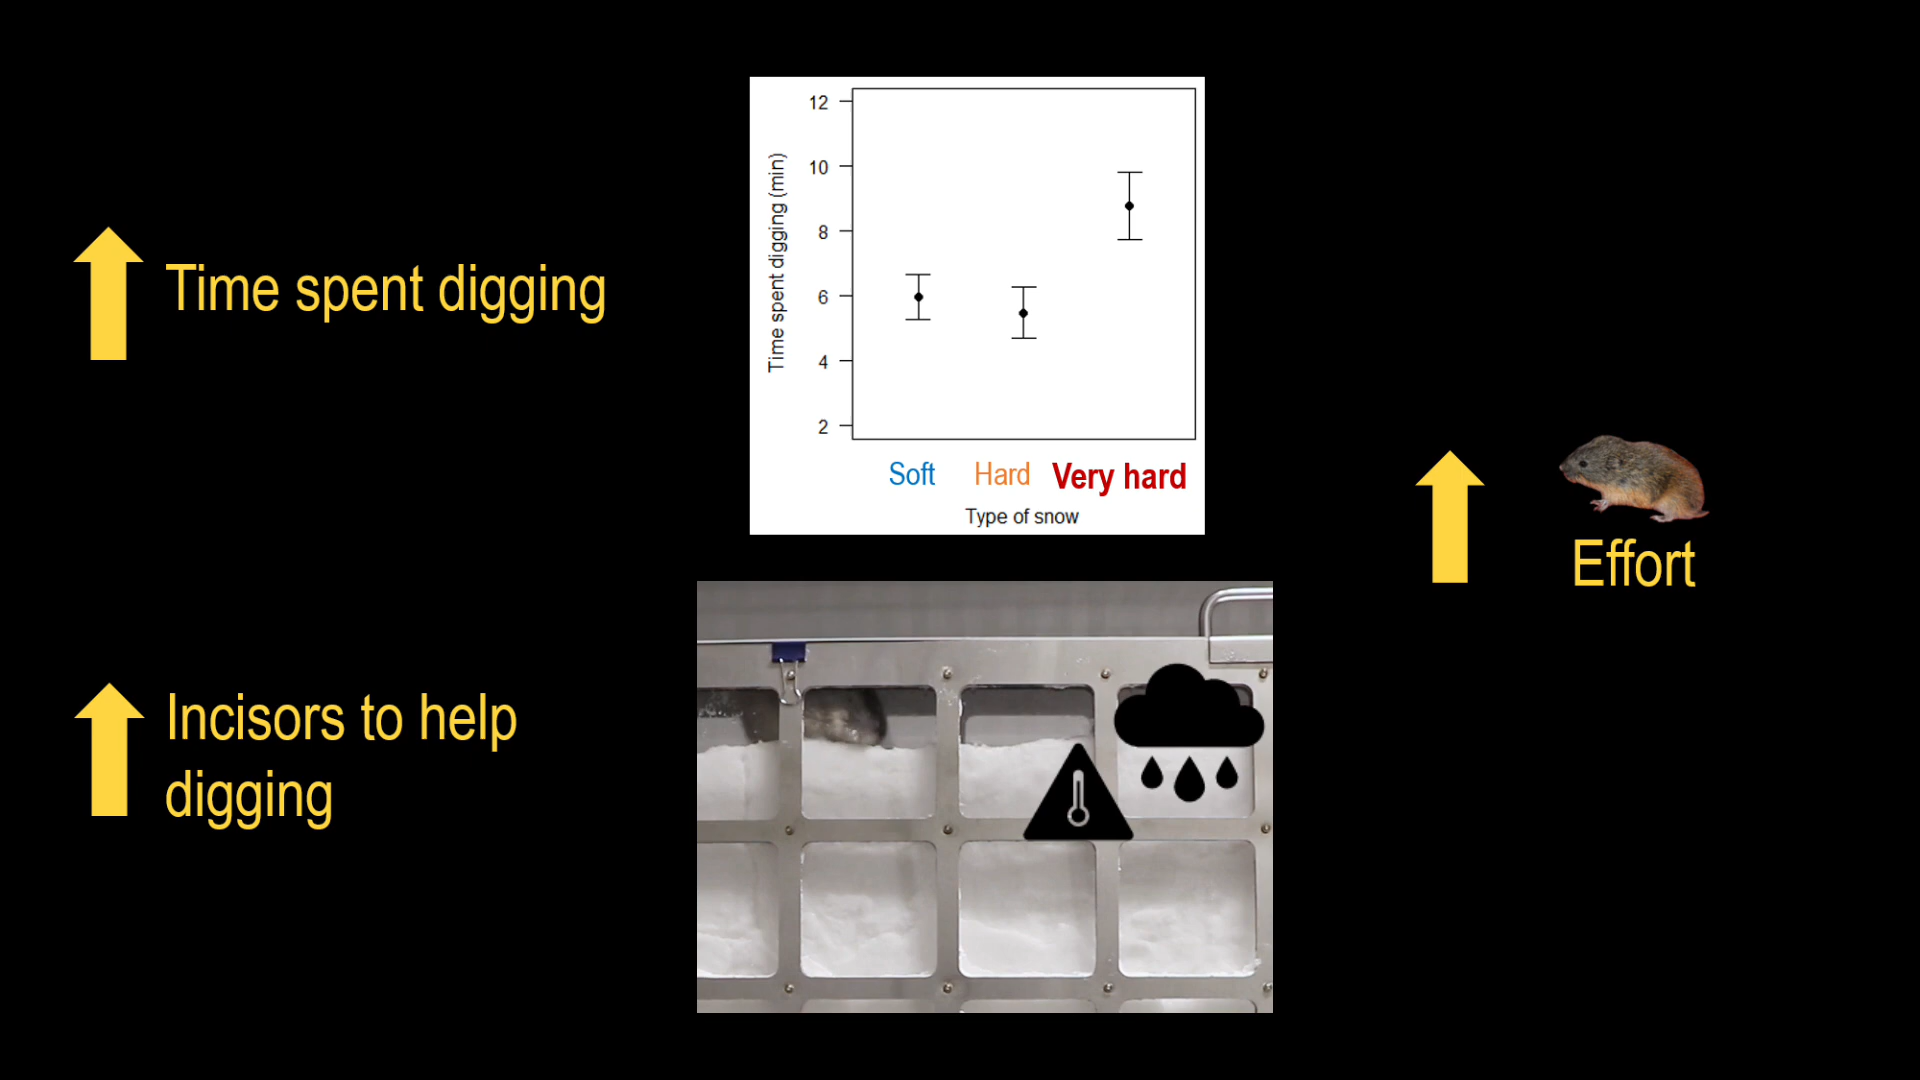 Time spent digging
12
10
8
6
4
2
Time spent digging (min)
Soft Hard Very hard
Type of snow
Effort
Incisors to help
digging